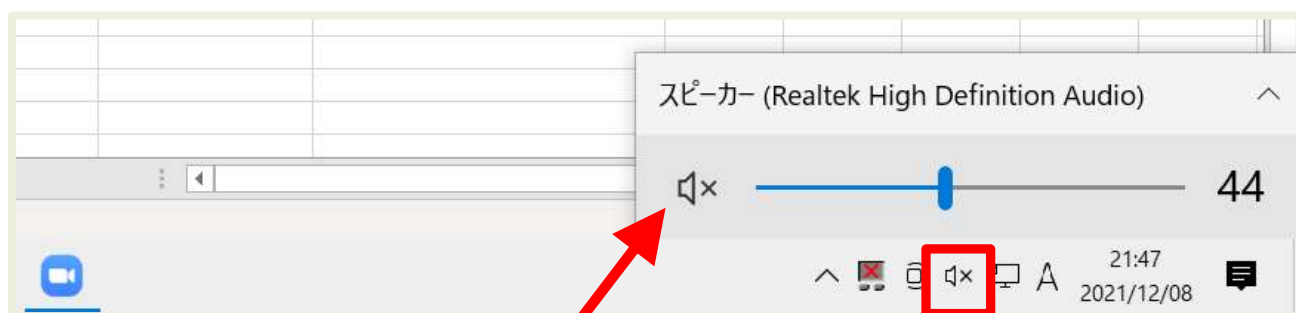 スピーカー (Realtek High Definition Audio)
44
A
21:47
2021/12/08